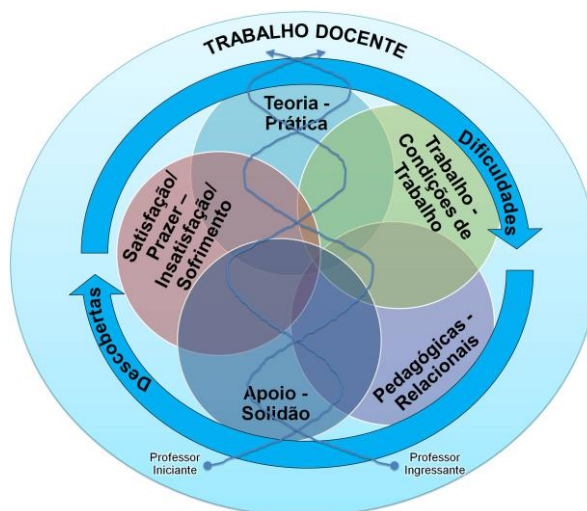 TRABALHO DOCENTE
Teoria -
Prática
Dificuldades
Trabalho -
Condições de
Trabalho
Satisfação/
Prazer –
Insatisfação/
Sofrimento
Descobertas
Pedagógicas -
Relacionais
Apoio -
Solidão
Professor
Iniciante
Professor
Ingressante